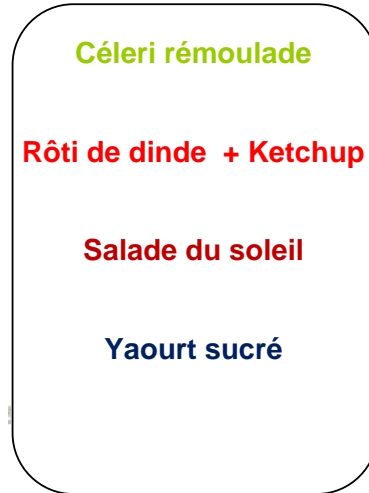 Céleri rémoulade
Rôti de dinde + Ketchup
Salade du soleil
Yaourt sucré